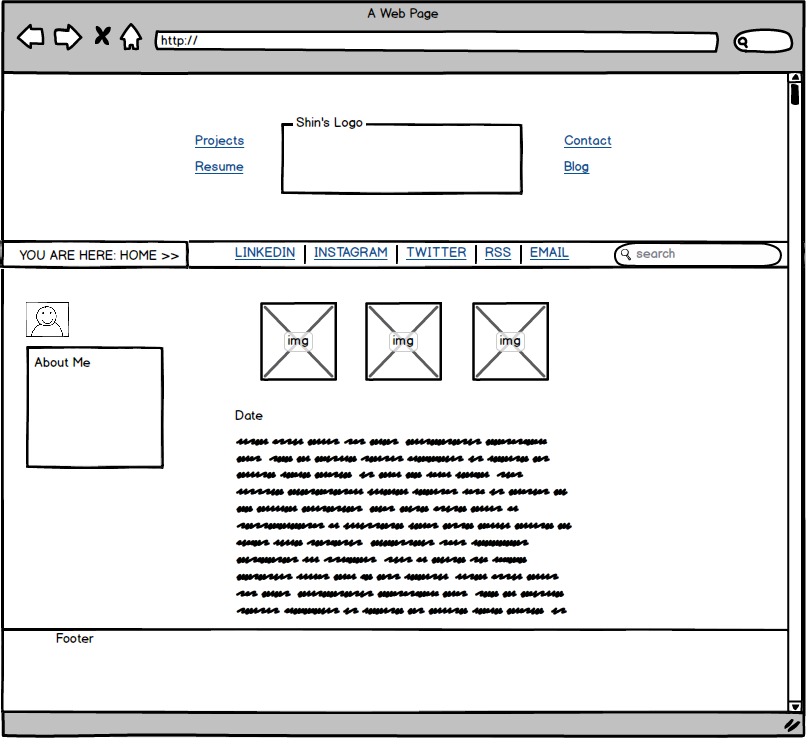 A Web Page
http://
Shin's Logo
Projects
Contact
Resume
Blog
YOU ARE HERE: HOME >>
LINKEDIN
INSTAGRAM
TWITTER
RSS
EMAIL
search
About Me
img
img
img
Date
Footer